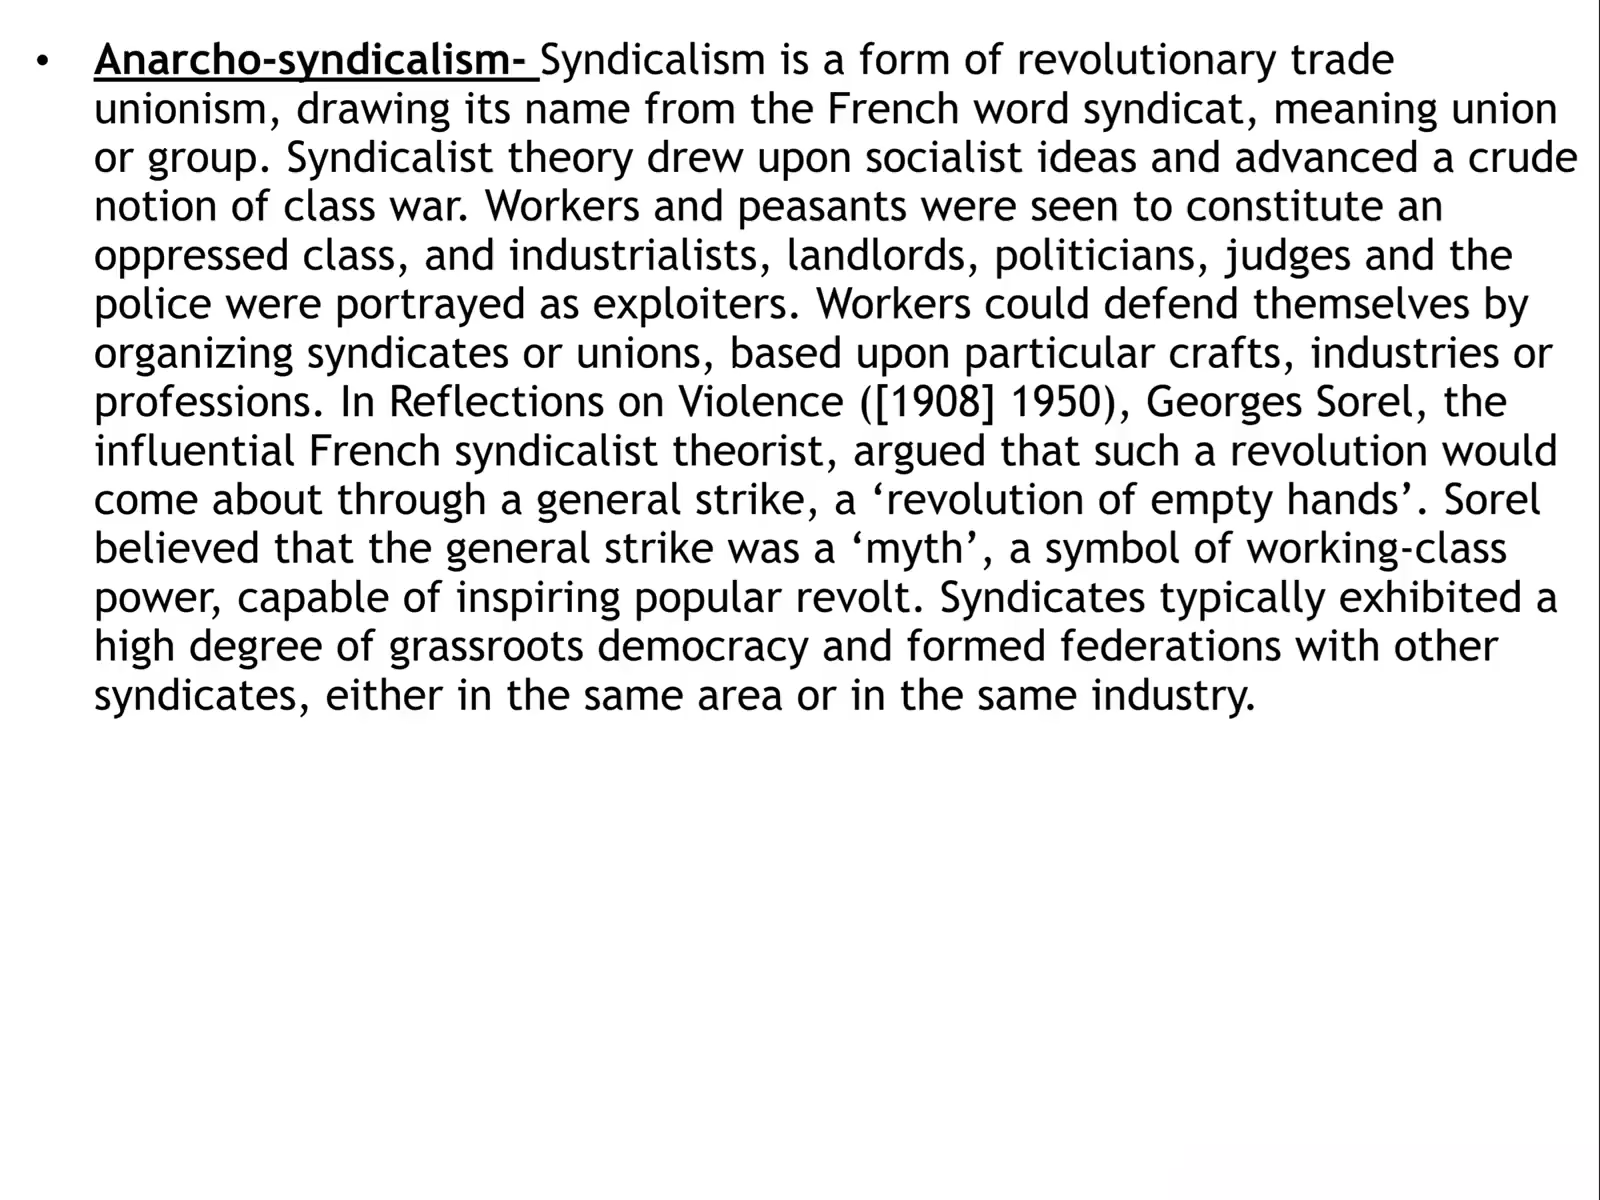 • Anarcho-syndicalism- Syndicalism is a form of revolutionary trade
unionism, drawing its name from the French word syndicat, meaning union
or group. Syndicalist theory drew upon socialist ideas and advanced a crude
notion of class war. Workers and peasants were seen to constitute an
oppressed class, and industrialists, landlords, politicians, judges and the
police were portrayed as exploiters. Workers could defend themselves by
organizing syndicates or unions, based upon particular crafts, industries or
professions. In Reflections on Violence ([1908] 1950), Georges Sorel, the
influential French syndicalist theorist, argued that such a revolution would
come about through a general strike, a ‘revolution of empty hands’. Sorel
believed that the general strike was a ‘myth’, a symbol of working-class
power, capable of inspiring popular revolt. Syndicates typically exhibited a
high degree of grassroots democracy and formed federations with other
syndicates, either in the same area or in the same industry.